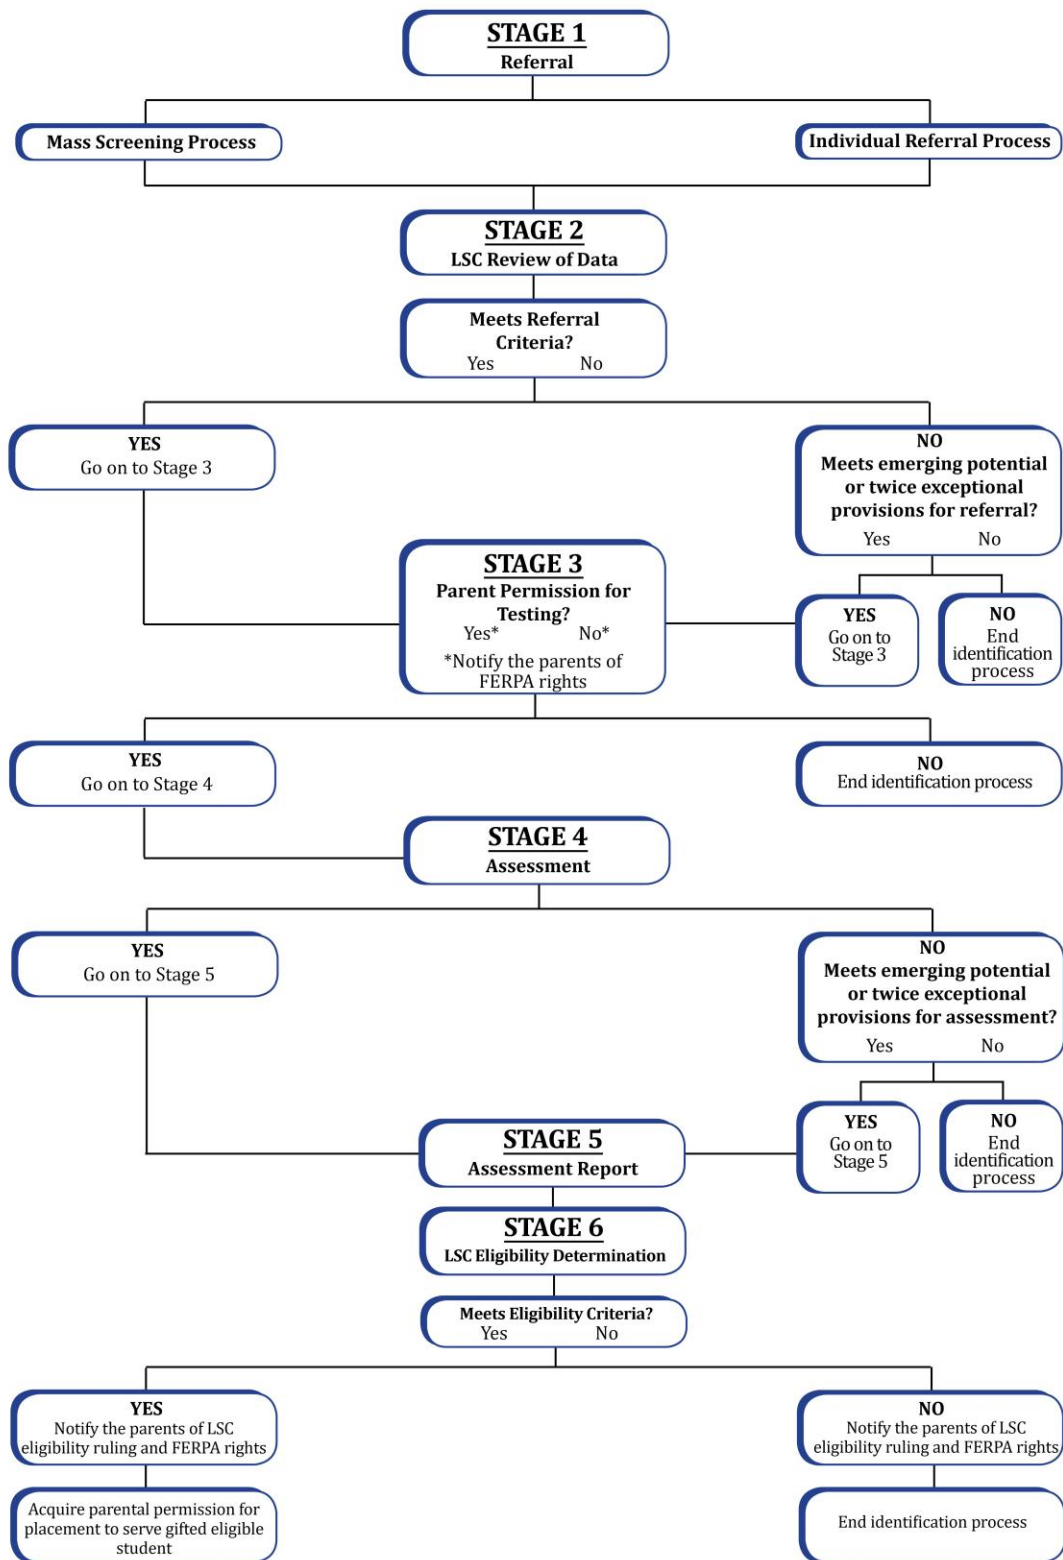 STAGE 1
Referral
Mass Screening Process
Individual Referral Process
STAGE 2
LSC Review of Data
Meets Referral
Criteria?
Yes No
YES
Go on to Stage 3
NO
Meets emerging potential
or twice exceptional
provisions for referral?
Yes No
STAGE 3
Parent Permission for
Testing?
Yes* No*
*Notify the parents of
FERPA rights
YES
Go on to
Stage 3
NO
End
identification
process
YES
Go on to Stage 4
NO
End identification process
STAGE 4
Assessment
YES
Go on to Stage 5
NO
Meets emerging potential
or twice exceptional
provisions for assessment?
Yes No
YES
Go on to
Stage 5
NO
End
identification
process
STAGE 5
Assessment Report
STAGE 6
LSC Eligibility Determination
Meets Eligibility Criteria?
Yes No
YES
Notify the parents of LSC
eligibility ruling and FERPA rights
NO
Notify the parents of LSC
eligibility ruling and FERPA rights
Acquire parental permission for
placement to serve gifted eligible
student
End identification process